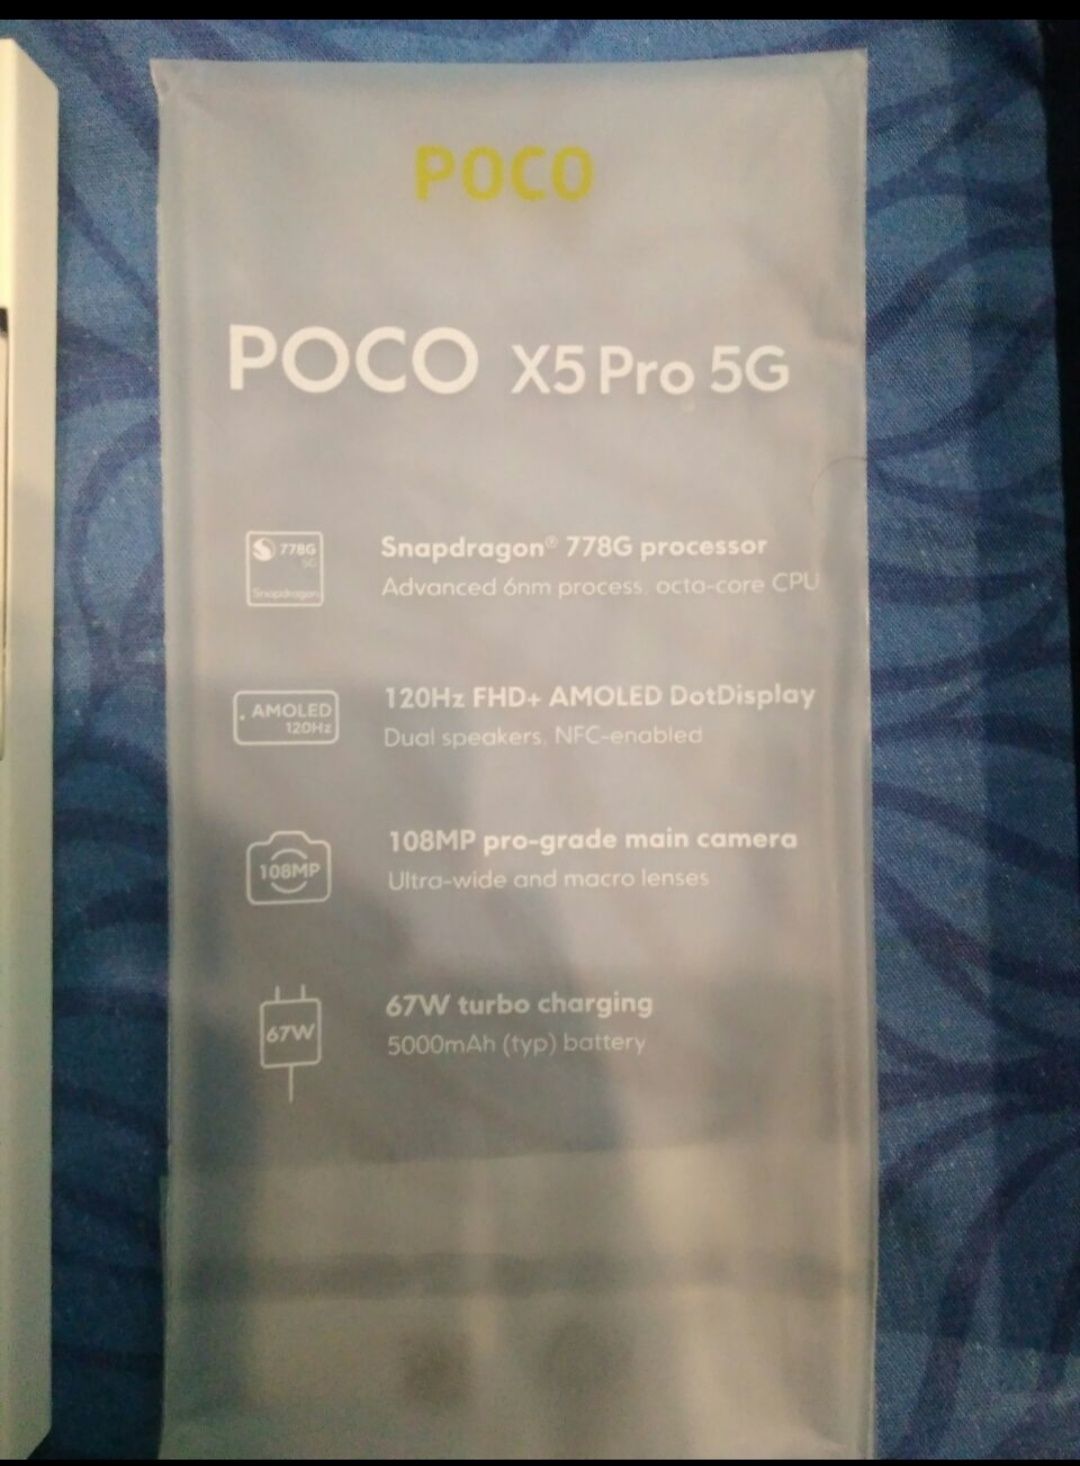 POCO
POCO X5 Pro 5G
778G
5G
Snapdragon
Snapdragon® 778G processor
Advanced 6nm process, octo-core CPU
AMOLED
120Hz
120Hz FHD+ AMOLED DotDisplay
Dual speakers, NFC-enabled
108MP
108MP pro-grade main camera
Ultra-wide and macro lenses
67W
67W turbo charging
5000mAh (typ) battery